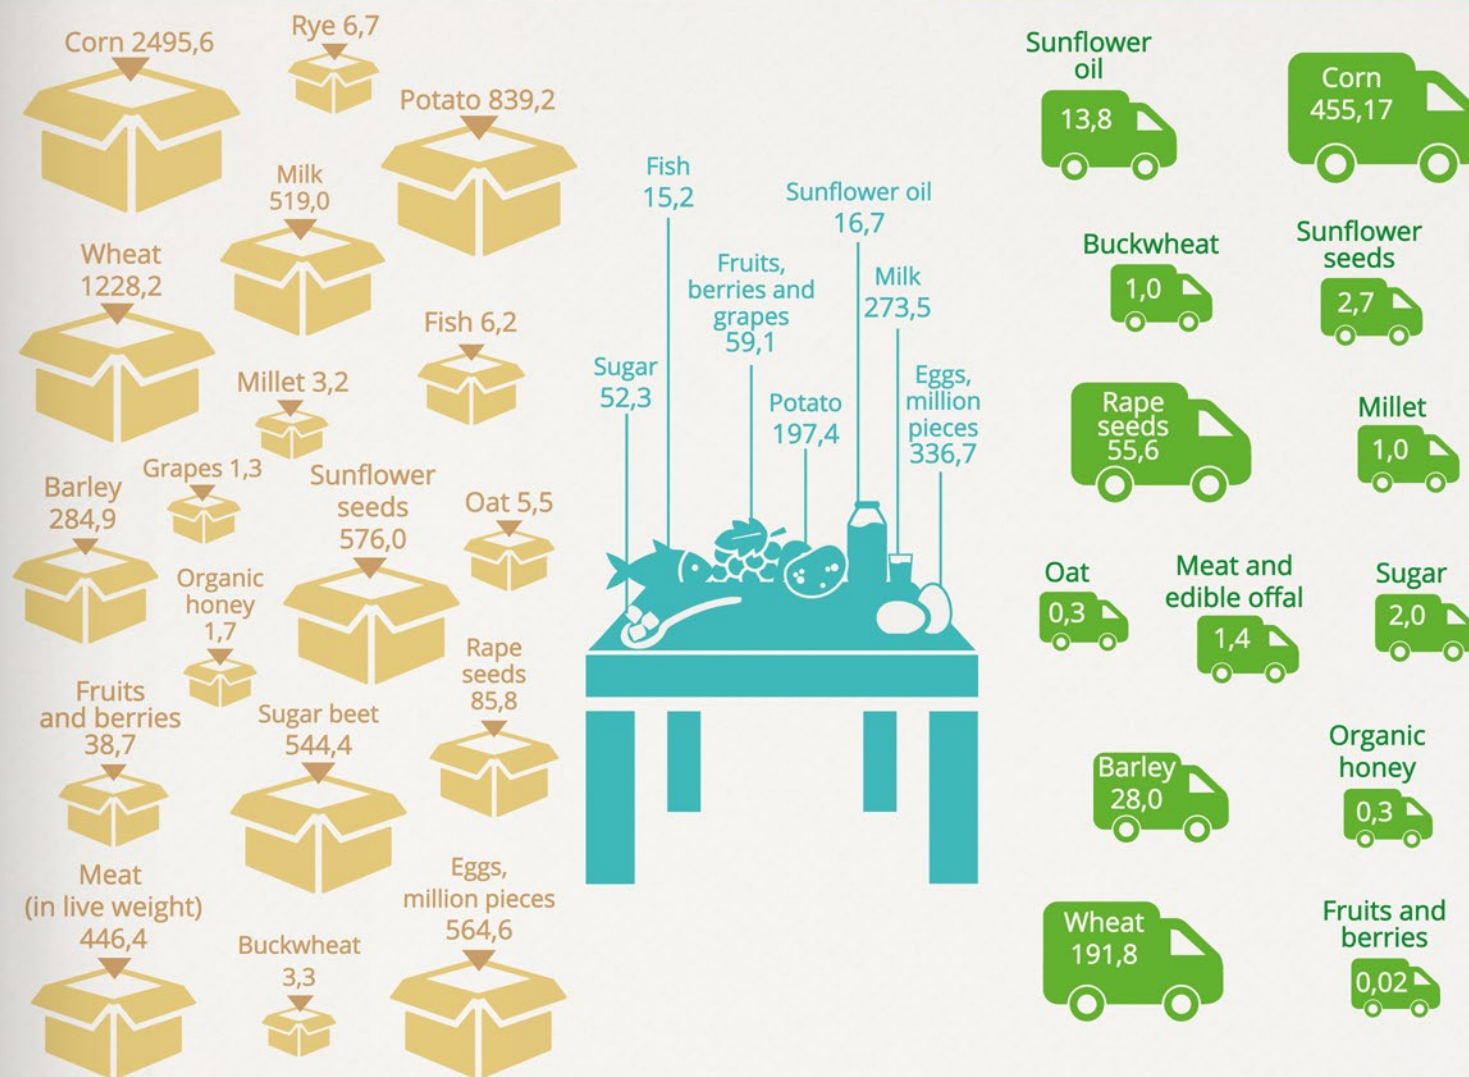 Corn 2495,6
Rye 6,7
Potato 839,2
Milk
519,0
Wheat
1228,2
Fish 6,2
Millet 3,2
Grapes 1,3
Barley
284,9
Sunflower
seeds
576,0
Oat 5,5
Organic
honey
1,7
Rape
seeds
85,8
Fruits
and berries
38,7
Sugar beet
544,4
Meat
(in live weight)
446,4
Eggs,
million pieces
564,6
Buckwheat
3,3
Fish
15,2
Sunflower oil
16,7
Fruits,
berries and
grapes
59,1
Milk
273,5
Sugar
52,3
Potato
197,4
Eggs,
million
pieces
336,7
Sunflower
oil
13,8
Corn
455,17
Buckwheat
1,0
Sunflower
seeds
2,7
Rape
seeds
55,6
Millet
1,0
Oat
0,3
Meat and
edible offal
1,4
Sugar
2,0
Barley
28,0
Organic
honey
0,3
Wheat
191,8
Fruits and
berries
0,02